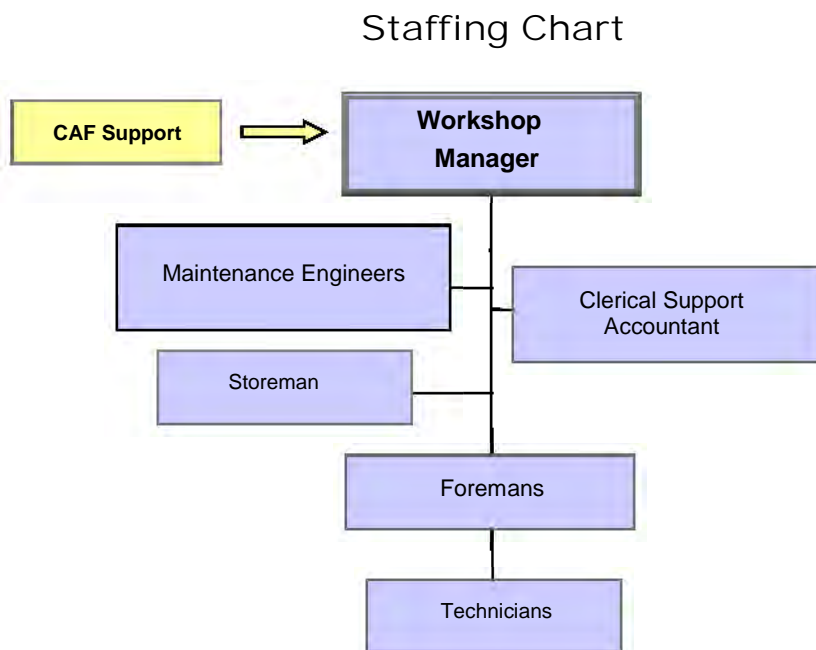 Staffing Chart
CAF Support
Workshop
Manager
Maintenance Engineers
Clerical Support
Accountant
Storeman
Foremans
Technicians